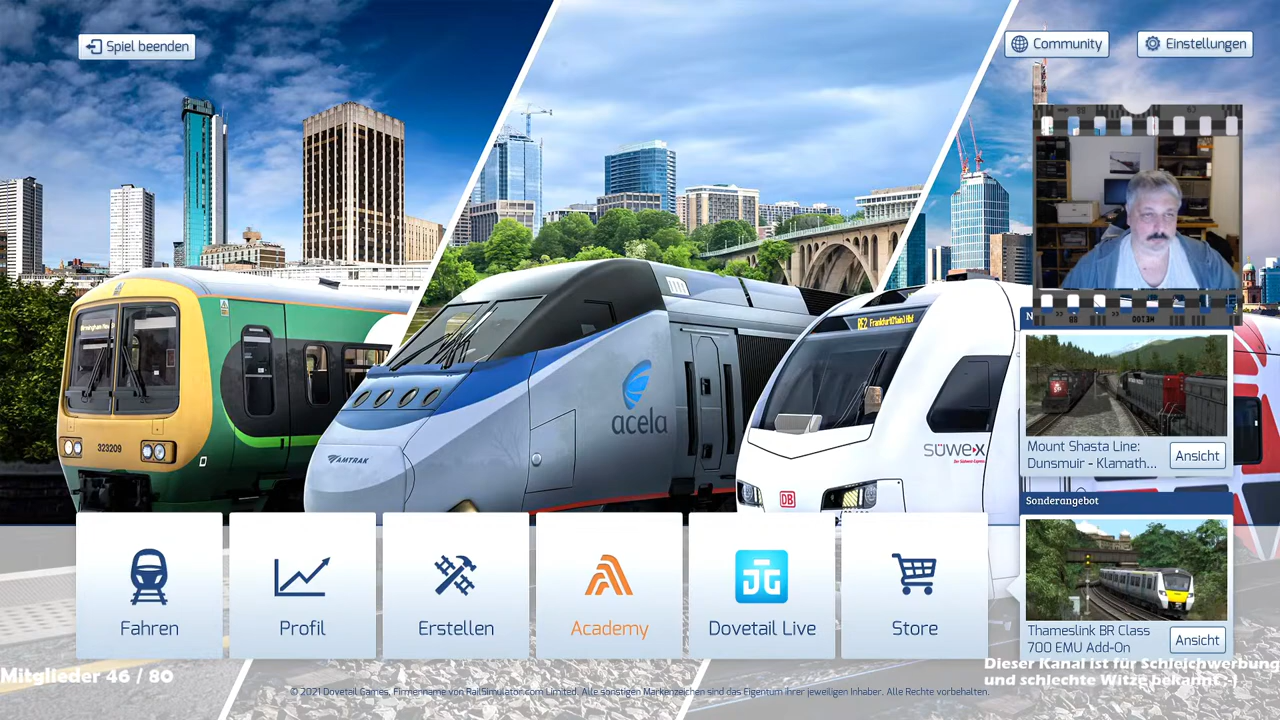 Spiel beenden
Community
Einstellungen
RE2 Frankfurt(Main) Hbf
323209
acela
AMTRAK
süwex
DB
Mount Shasta Line:
Dunsmuir - Klamath...
Ansicht
Sonderangebot
Thameslink BR Class
700 EMU Add-On
Ansicht
Fahren
Profil
Erstellen
Academy
Dovetail Live
Store
Mitglieder 46 / 80
Dieser Kanal ist für Schleichwerbung
und schlechte Witze bekannt ;-)
© 2021 Dovetail Games, Firmenname von RailSimulator.com Limited. Alle sonstigen Markenzeichen sind das Eigentum ihrer jeweiligen Inhaber. Alle Rechte vorbehalten.